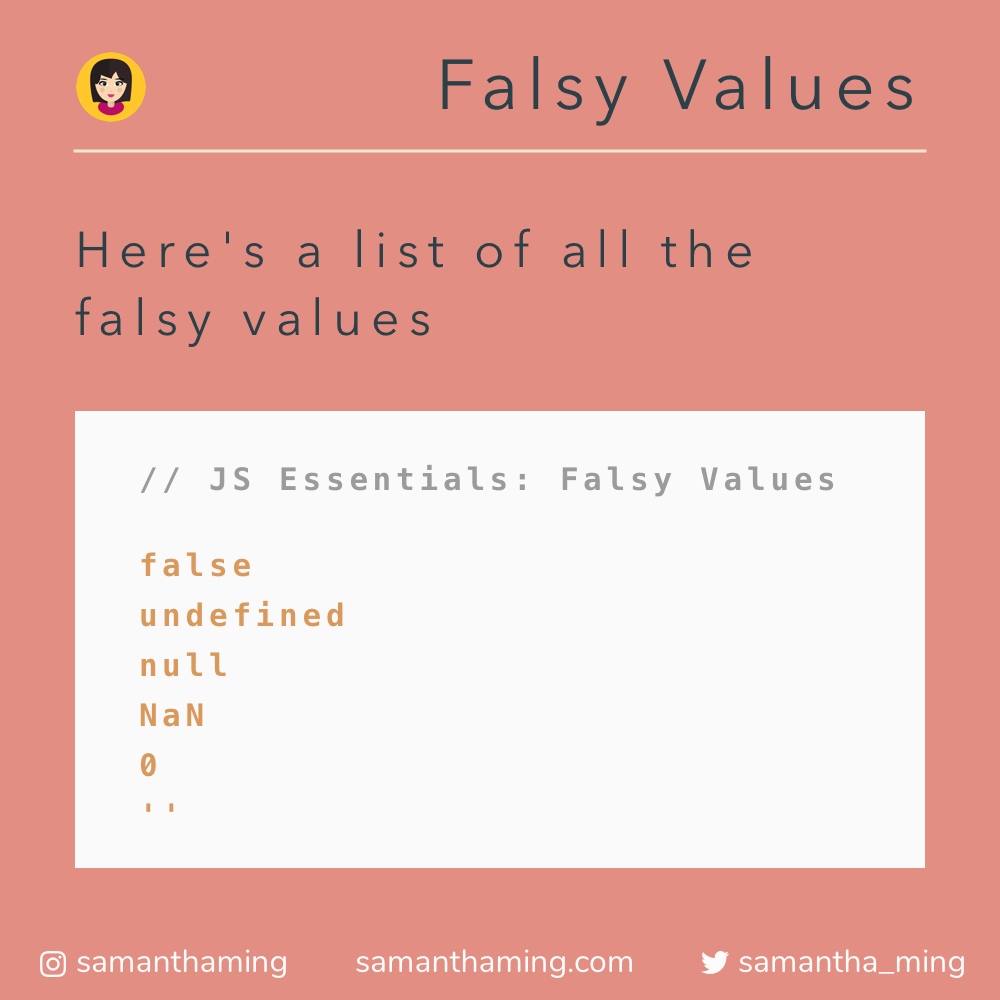 Falsy Values
Here's a list of all the
falsy values
// JS Essentials: Falsy Values
false
undefined
null
NaN
0
''
samanthaming
samanthaming.com
samantha_ming